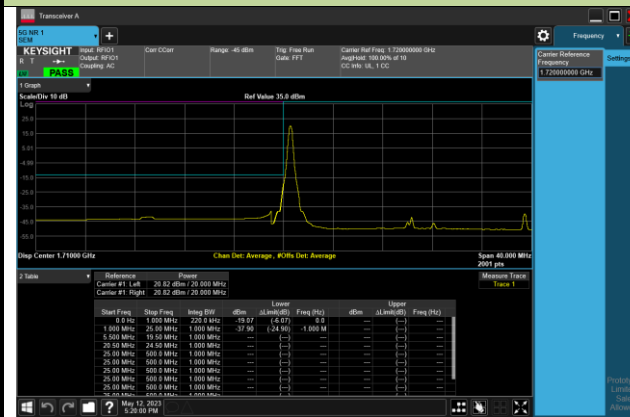 Transceiver A
5G NR 1
SEM
Frequency
KEYSIGHT
R T
LW
PASS
Input: RFIO1
Output: RFIO1
Coupling: AC
Corr CCorr
Range: -45 dBm
Trig: Free Run
Gate: FFT
Carrier Ref Freq: 1.720000000 GHz
Avg|Hold: 100.00% of 10
CC Info: UL, 1 CC
Carrier Reference
Frequency
1.720000000 GHz
Settings
1 Graph
Scale/Div 10 dB
Ref Value 35.0 dBm
Log
25.0
15.0
5.01
-4.99
-15.0
-25.0
-35.0
-45.0
-55.0
Disp Center 1.71000 GHz
Chan Det: Average , #Offs Det: Average
Span 40.000 MHz
2001 pts
2 Table
Reference Power
Carrier #1: Left 20.82 dBm / 20.000 MHz
Carrier #1: Right 20.82 dBm / 20.000 MHz
Measure Trace
Trace 1
Lower Upper
Start Freq Stop Freq Integ BW dBm ΔLimit(dB) Freq (Hz) dBm ΔLimit(dB) Freq (Hz)
0.0 Hz 1.000 MHz 220.0 kHz -19.07 (-6.07) 0.0 --- (---) ---
1.000 MHz 25.00 MHz 1.000 MHz -37.90 (-24.90) -1.000 M --- (---) ---
5.500 MHz 19.50 MHz 1.000 MHz --- (---) --- --- (---) ---
20.50 MHz 24.50 MHz 1.000 MHz --- (---) --- --- (---) ---
25.00 MHz 500.0 MHz 1.000 MHz --- (---) --- --- (---) ---
25.00 MHz 500.0 MHz 1.000 MHz --- (---) --- --- (---) ---
25.00 MHz 500.0 MHz 1.000 MHz --- (---) --- --- (---) ---
25.00 MHz 500.0 MHz 1.000 MHz --- (---) --- --- (---) ---
25.00 MHz 500.0 MHz 1.000 MHz --- (---) --- --- (---) ---
May 12, 2023
5:20:00 PM